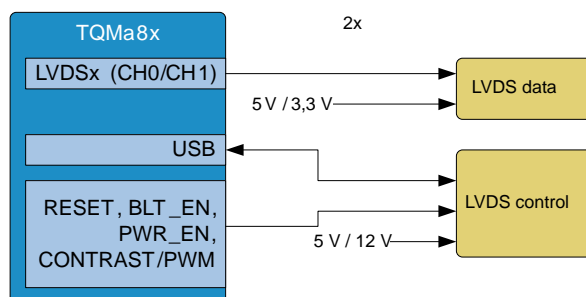 TQMa8x
2x
LVDSx (CH0/CH1)
LVDS data
5 V / 3,3 V
USB
RESET, BLT_EN,
PWR_EN,
CONTRAST/PWM
LVDS control
5 V / 12 V